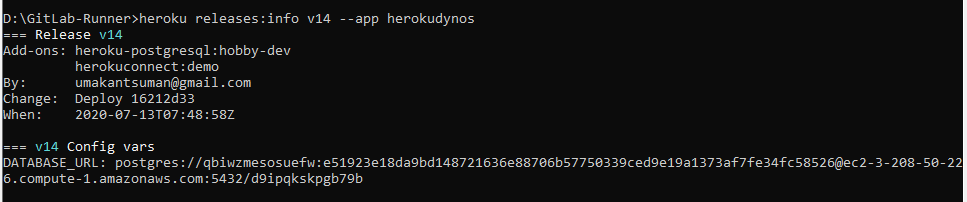 D:\GitLab-Runner>heroku releases:info v14 --app herokudynos
=== Release v14
Add-ons: heroku-postgresql:hobby-dev
herokuconnect:demo
By: umakantsuman@gmail.com
Change: Deploy 16212d33
When: 2020-07-13T07:48:58Z
=== v14 Config vars
DATABASE_URL: postgres://qbiwzmesosuefw:e51923e18da9bd148721636e88706b57750339ced9e19a1373af7fe34fc58526@ec2-3-208-50-22
6.compute-1.amazonaws.com:5432/d9ipqkskpgb79b